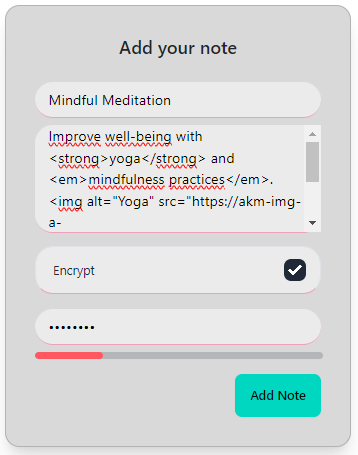 Add your note
Mindful Meditation
Improve well-being with
<strong>yoga</strong> and
<em>mindfulness practices</em>.
<img alt="Yoga" src="https://akm-img-
a-
Encrypt
••••••••
Add Note